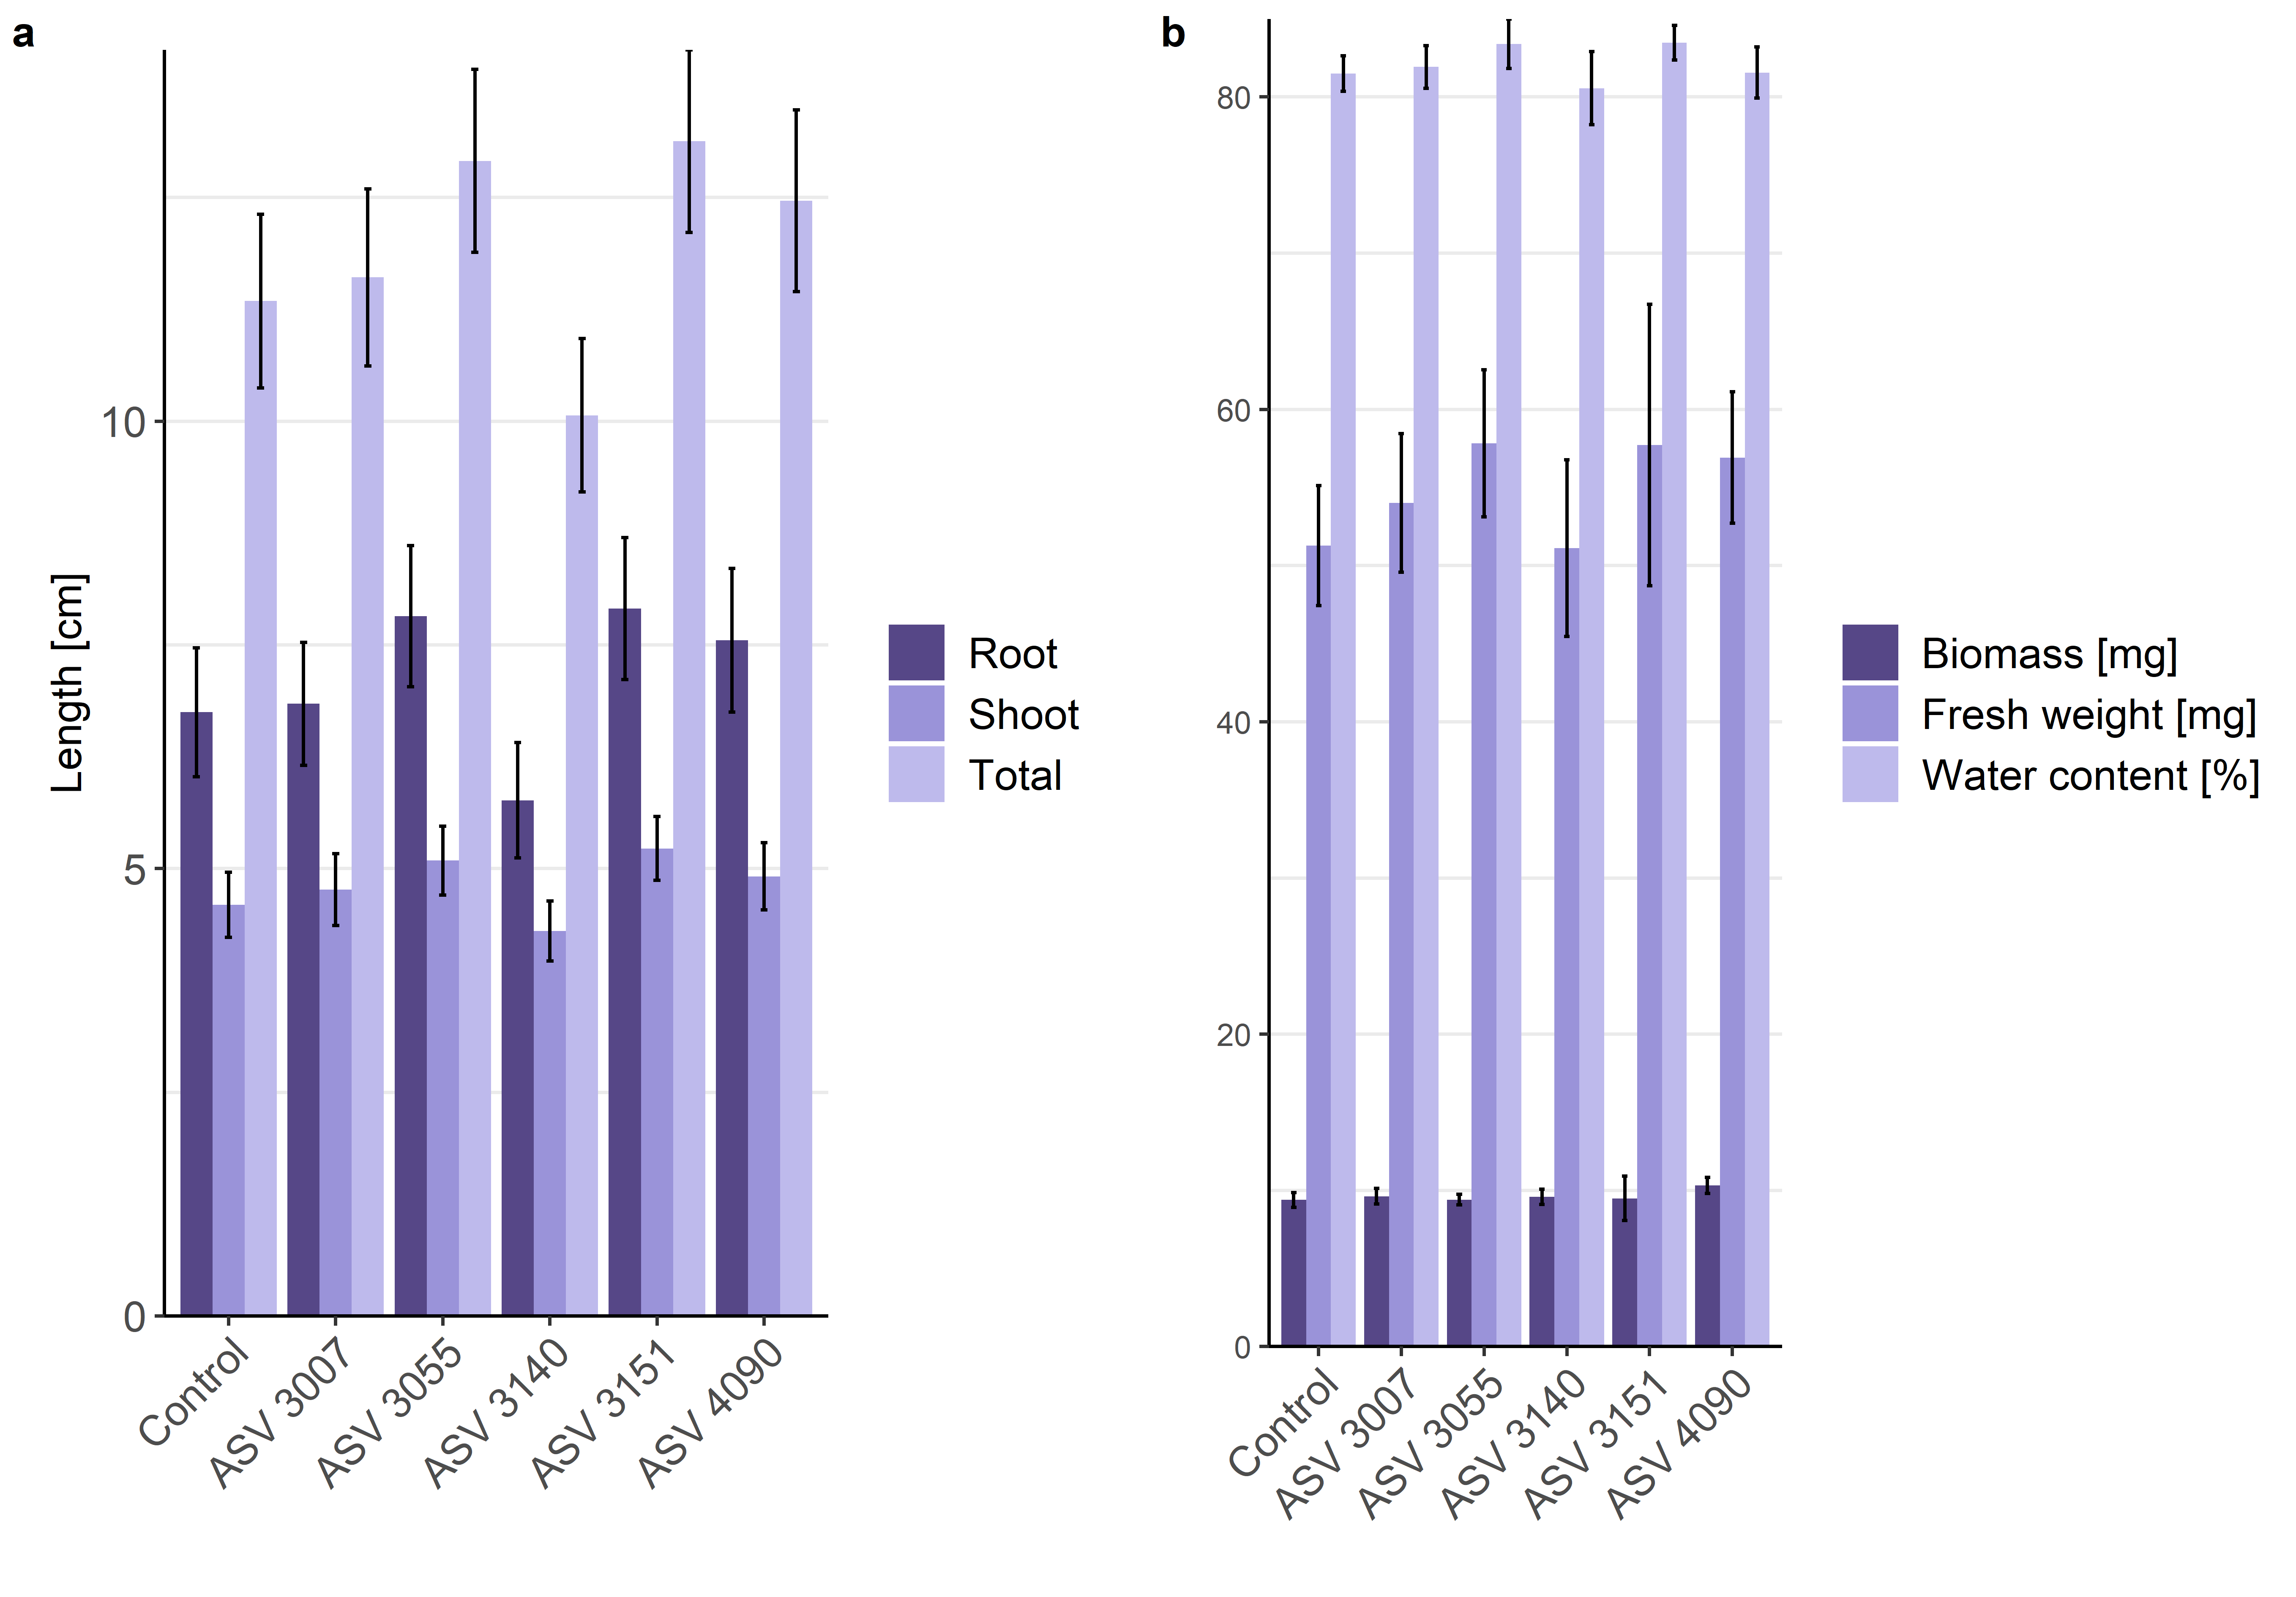 a
Length [cm]
10
5
0
Control
ASV 3007
ASV 3055
ASV 3140
ASV 3151
ASV 4090
Root
Shoot
Total
b
80
60
40
20
0
Control
ASV 3007
ASV 3055
ASV 3140
ASV 3151
ASV 4090
Biomass [mg]
Fresh weight [mg]
Water content [%]